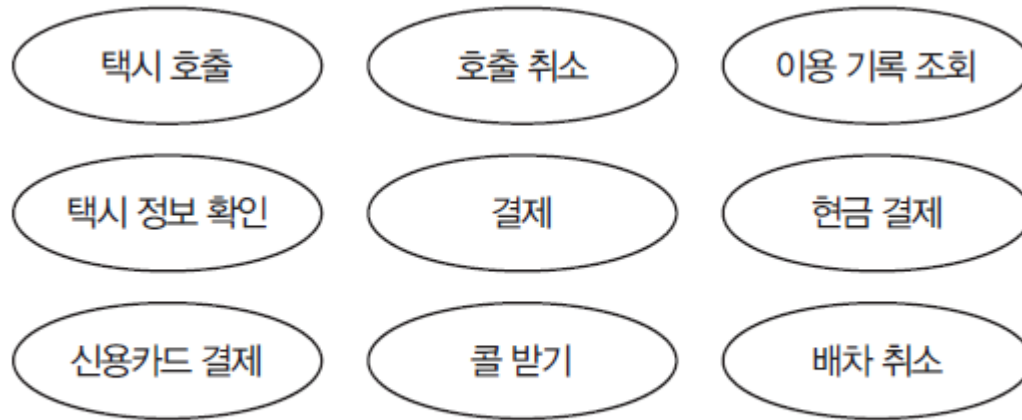 택시 호출
호출 취소
이용 기록 조회
택시 정보 확인
결제
현금 결제
신용카드 결제
콜 받기
배차 취소